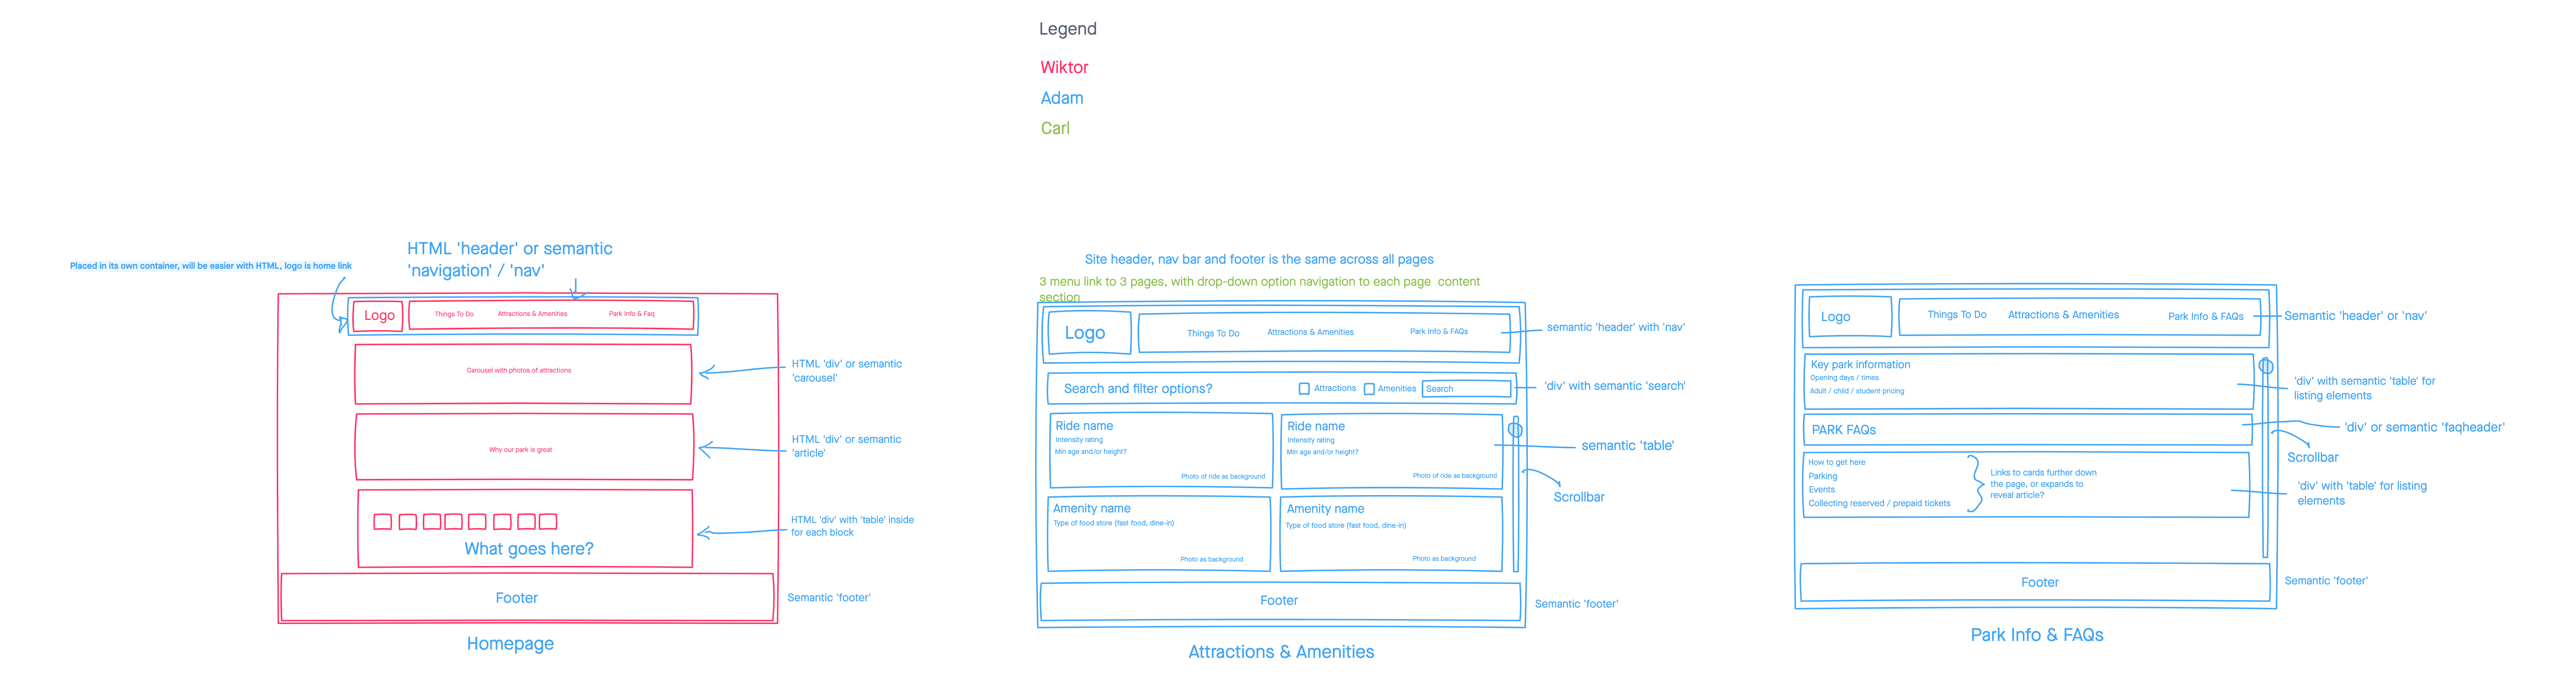 Legend
Wiktor
Adam
Carl
HTML 'header' or semantic
'navigation' / 'nav'
Placed in its own container, will be easier with HTML, logo is home link
Logo
Things To Do
Attractions & Amenities
Park Info & Faq
Carousel with photos of attractions
HTML 'div' or semantic
'carousel'
Why our park is great
HTML 'div' or semantic
'article'
What goes here?
HTML 'div' with 'table' inside
for each block
Footer
Semantic 'footer'
Homepage
Site header, nav bar and footer is the same across all pages
3 menu link to 3 pages, with drop-down option navigation to each page content
section
Logo
Things To Do
Attractions & Amenities
Park Info & FAQs
semantic 'header' with 'nav'
Search and filter options?
Attractions
Amenities
Search
'div' with semantic 'search'
Ride name
Intensity rating
Min age and/or height?
Photo of ride as background
Ride name
Intensity rating
Min age and/or height?
Photo of ride as background
semantic 'table'
Scrollbar
Amenity name
Type of food store (fast food, dine-in)
Photo as background
Amenity name
Type of food store (fast food, dine-in)
Photo as background
Footer
Semantic 'footer'
Attractions & Amenities
Logo
Things To Do
Attractions & Amenities
Park Info & FAQs
Semantic 'header' or 'nav'
Key park information
Opening days / times
Adult / child / student pricing
'div' with semantic 'table' for
listing elements
PARK FAQs
'div' or semantic 'faqheader'
Scrollbar
How to get here
Parking
Events
Collecting reserved / prepaid tickets
Links to cards further down
the page, or expands to
reveal article?
'div' with 'table' for listing
elements
Footer
Semantic 'footer'
Park Info & FAQs